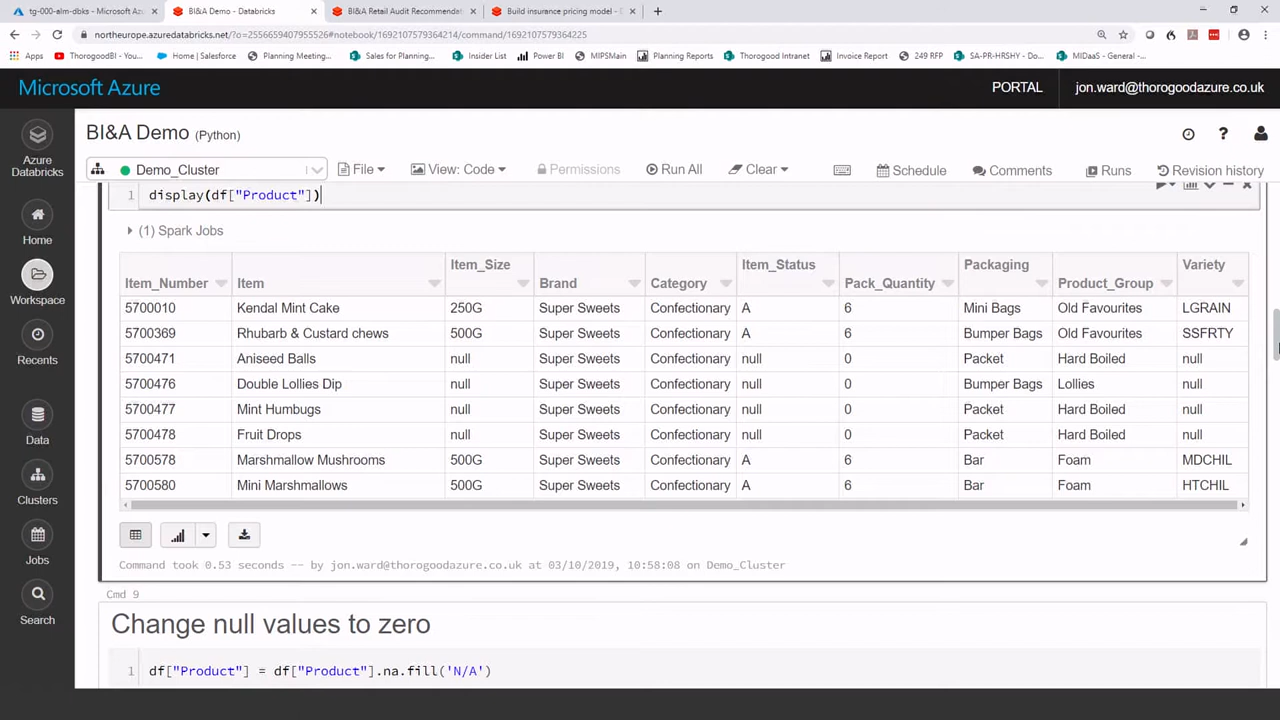 tg-000-alm-dbks - Microsoft Azu
BI&A Demo - Databricks
BI&A Retail Audit Recommendat
Build insurance pricing model -
northeurope.azuredatabricks.net/?o=2556659407955526#notebook/1692107579364214/command/1692107579364225
Apps
ThorogoodBI - You...
Home | Salesforce
Planning Meeting...
Sales for Planning...
Insider List
Power BI
MIPSMain
Planning Reports
Thorogood Intranet
Invoice Report
249 RFP
SA-PR-HRSHY - Do...
MIDaaS - General -...
Microsoft Azure
PORTAL
jon.ward@thorogoodazure.co.uk
Azure
Databricks
Home
Workspace
Recents
Data
Clusters
Jobs
Search
BI&A Demo (Python)
Demo_Cluster
File
View: Code
Permissions
Run All
Clear
Schedule
Comments
Runs
Revision history
1 display(df["Product"])
(1) Spark Jobs
Item_Number Item Item_Size Brand Category Item_Status Pack_Quantity Packaging Product_Group Variety
5700010 Kendal Mint Cake 250G Super Sweets Confectionary A 6 Mini Bags Old Favourites LGRAIN
5700369 Rhubarb & Custard chews 500G Super Sweets Confectionary A 6 Bumper Bags Old Favourites SSFRTY
5700471 Aniseed Balls null Super Sweets Confectionary null 0 Packet Hard Boiled null
5700476 Double Lollies Dip null Super Sweets Confectionary null 0 Bumper Bags Lollies null
5700477 Mint Humbugs null Super Sweets Confectionary null 0 Packet Hard Boiled null
5700478 Fruit Drops null Super Sweets Confectionary null 0 Packet Hard Boiled null
5700578 Marshmallow Mushrooms 500G Super Sweets Confectionary A 6 Bar Foam MDCHIL
5700580 Mini Marshmallows 500G Super Sweets Confectionary A 6 Bar Foam HTCHIL
Command took 0.53 seconds -- by jon.ward@thorogoodazure.co.uk at 03/10/2019, 10:58:08 on Demo_Cluster
Cmd 9
Change null values to zero
1 df["Product"] = df["Product"].na.fill('N/A')